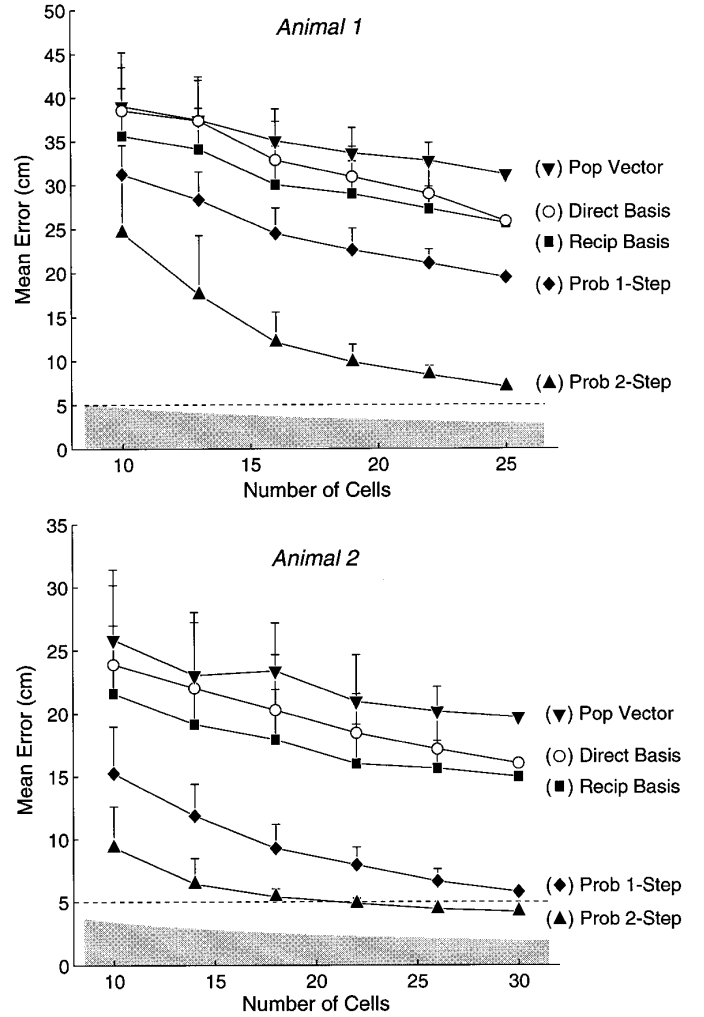 Animal 1
50
45
40
35
30
25
20
15
10
5
0
Mean Error (cm)
(▼) Pop Vector
(○) Direct Basis
(■) Recip Basis
(◆) Prob 1-Step
(▲) Prob 2-Step
10 15 20 25
Number of Cells
Animal 2
35
30
25
20
15
10
5
0
Mean Error (cm)
(▼) Pop Vector
(○) Direct Basis
(■) Recip Basis
(◆) Prob 1-Step
(▲) Prob 2-Step
10 15 20 25 30
Number of Cells